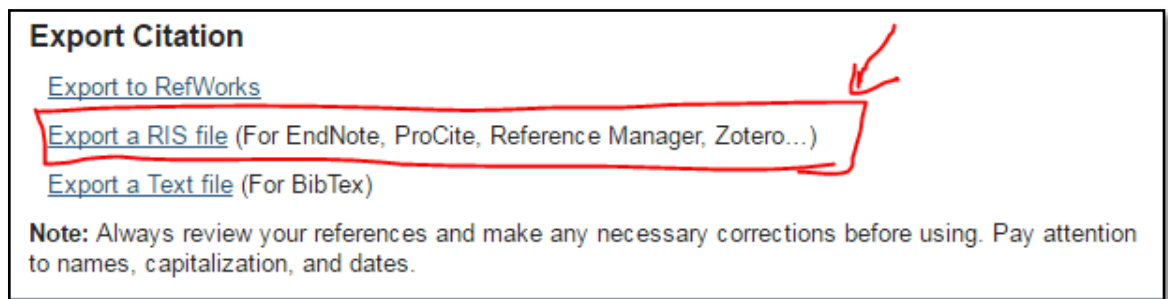 Export Citation
Export to RefWorks
Export a RIS file (For EndNote, ProCite, Reference Manager, Zotero...)
Export a Text file (For BibTex)
Note: Always review your references and make any necessary corrections before using. Pay attention
to names, capitalization, and dates.